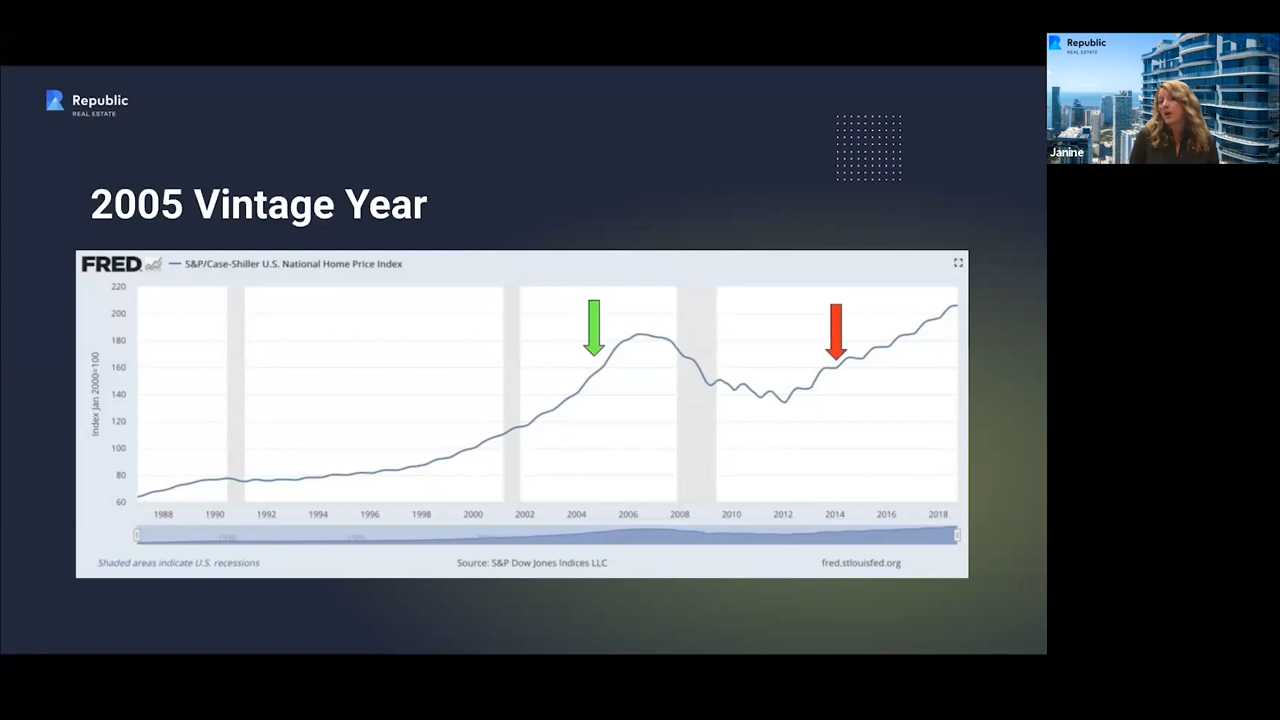 Republic
REAL ESTATE
2005 Vintage Year
FRED — S&P/Case-Shiller U.S. National Home Price Index
220
200
180
160
140
120
100
80
60
Index Jan 2000=100
1988 1990 1992 1994 1996 1998 2000 2002 2004 2006 2008 2010 2012 2014 2016 2018
Shaded areas indicate U.S. recessions
Source: S&P Dow Jones Indices LLC
fred.stlouisfed.org
Republic
REAL ESTATE
Janine